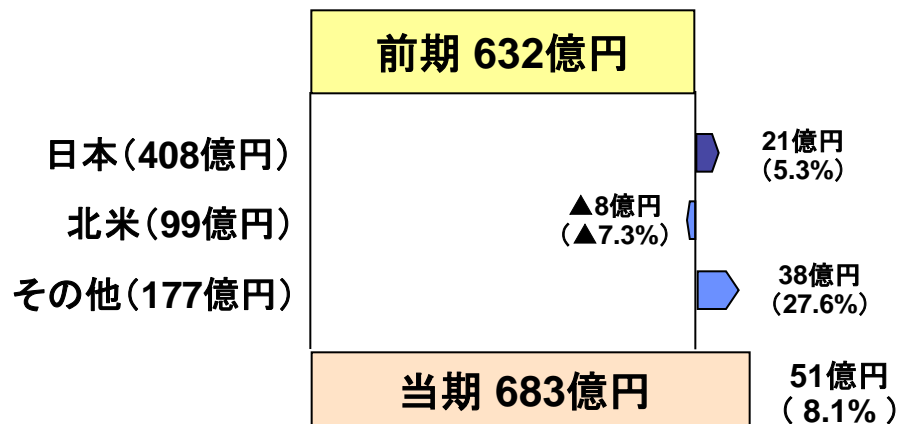 前期 632億円
日本（408億円）
21億円
（5.3%）
北米（99億円）
▲8億円
（▲7.3%）
その他（177億円）
38億円
（27.6%）
当期 683億円
51億円
（ 8.1% ）